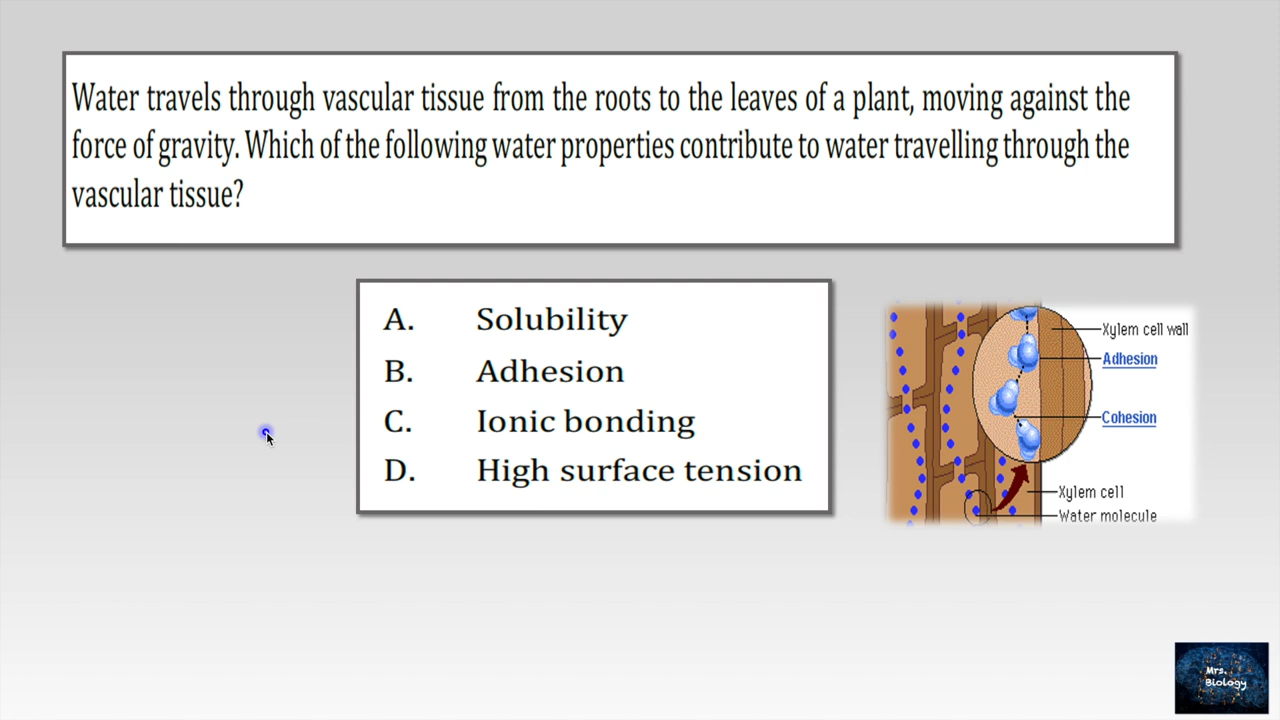 Water travels through vascular tissue from the roots to the leaves of a plant, moving against the
force of gravity. Which of the following water properties contribute to water travelling through the
vascular tissue?
A. Solubility
B. Adhesion
C. Ionic bonding
D. High surface tension
Xylem cell wall
Adhesion
Cohesion
Xylem cell
Water molecule
Mrs.
Biology